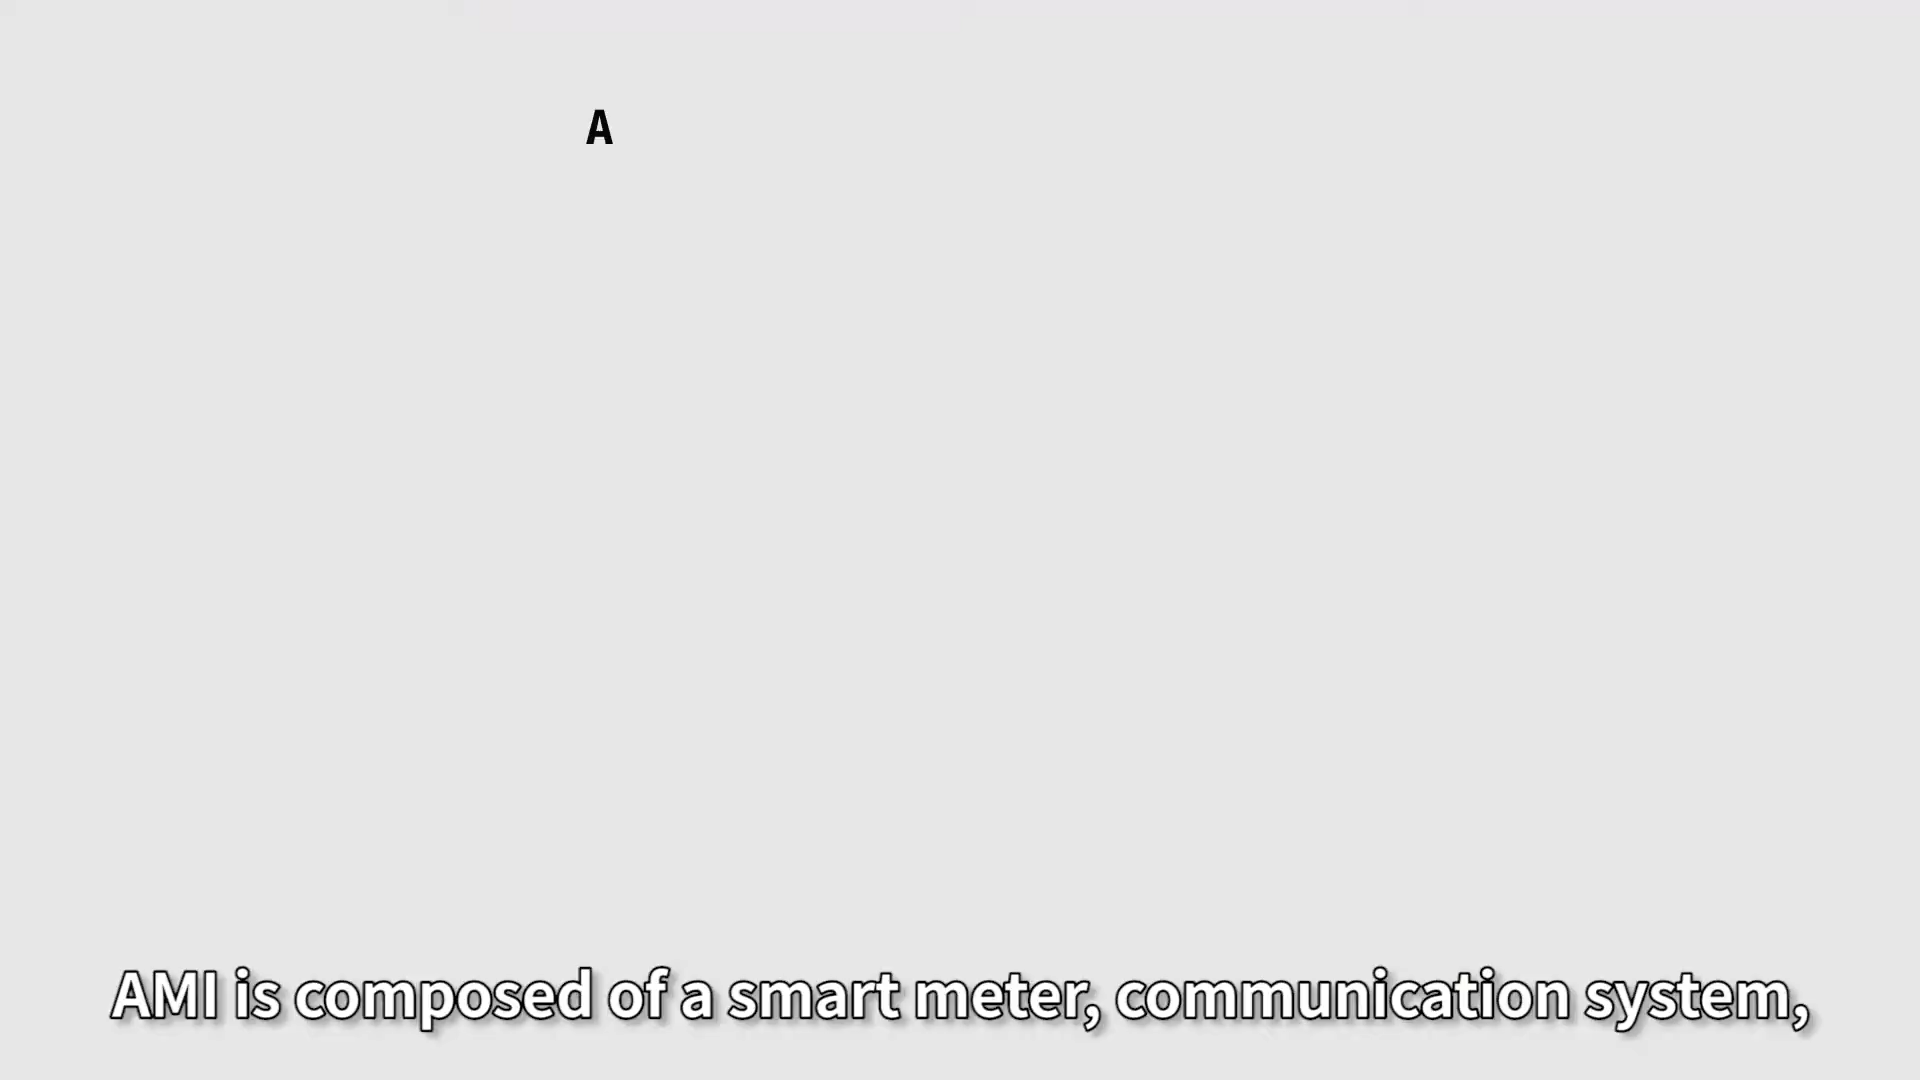 A
AMI is composed of a smart meter, communication system,